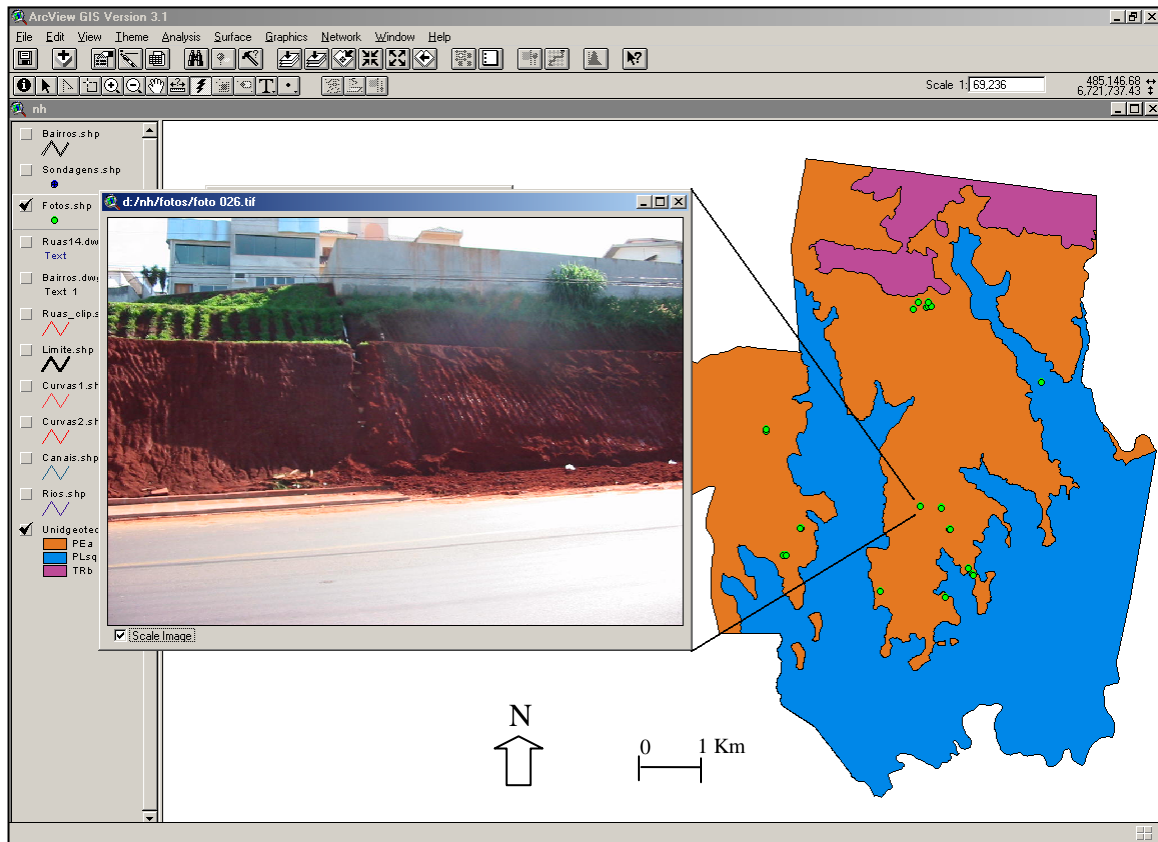 ArcView GIS Version 3.1
File Edit View Theme Analysis Surface Graphics Network Window Help
T
Scale 1: 69,236
485,146.68
6,721,737.43
nh
Bairros.shp
Sondagens.shp
Fotos.shp
Ruas14.dw
Text
Bairros.dwg
Text 1
Ruas_clip.s
Limite.shp
Curvas1.sh
Curvas2.sh
Canais.shp
Rios.shp
Unidgeotec
PEa
PLsq
TRb
d:/nh/fotos/foto 026.tif
Scale Image
N
0 1 Km